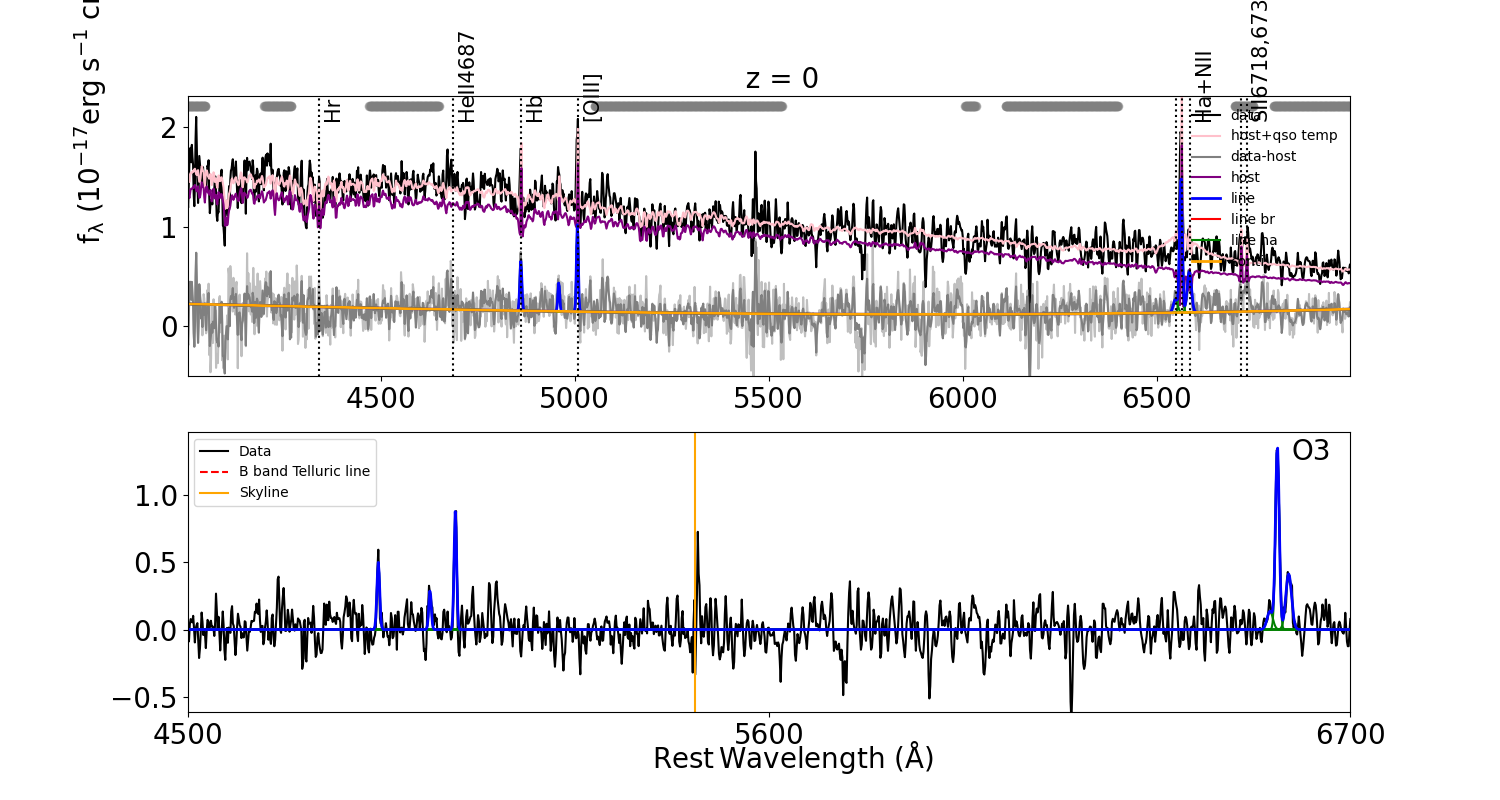 z = 0
f_λ (10^{-17} erg s^{-1} c
Hr
HeII4687
Hb
[OIII]
Ha+NII
SII6718,673
data
host+qso temp
data-host
host
line
line br
line na
2
1
0
4500 5000 5500 6000 6500
Data
B band Telluric line
Skyline
O3
1.0
0.5
0.0
−0.5
4500 5600 6700
Rest Wavelength (Å)